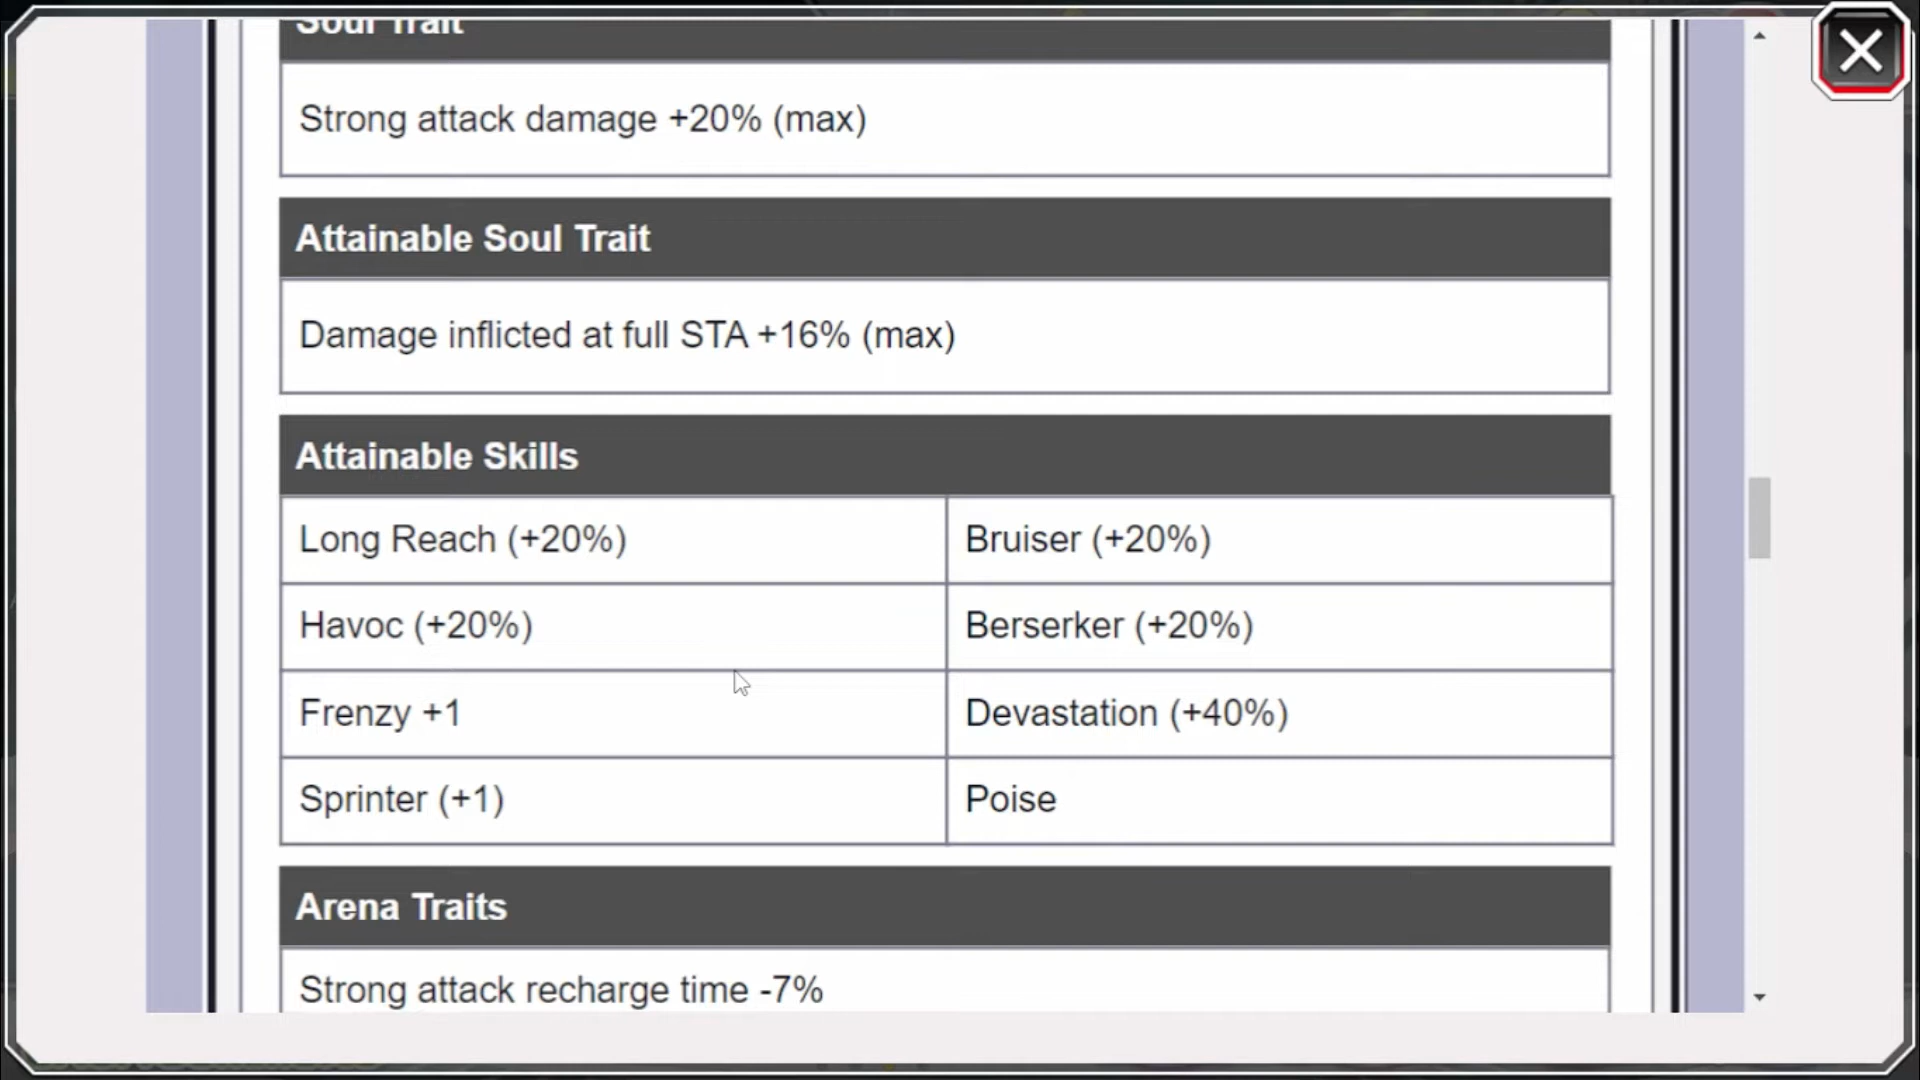 Soul Trait
Strong attack damage +20% (max)
Attainable Soul Trait
Damage inflicted at full STA +16% (max)
Attainable Skills
Long Reach (+20%)
Bruiser (+20%)
Havoc (+20%)
Berserker (+20%)
Frenzy +1
Devastation (+40%)
Sprinter (+1)
Poise
Arena Traits
Strong attack recharge time -7%